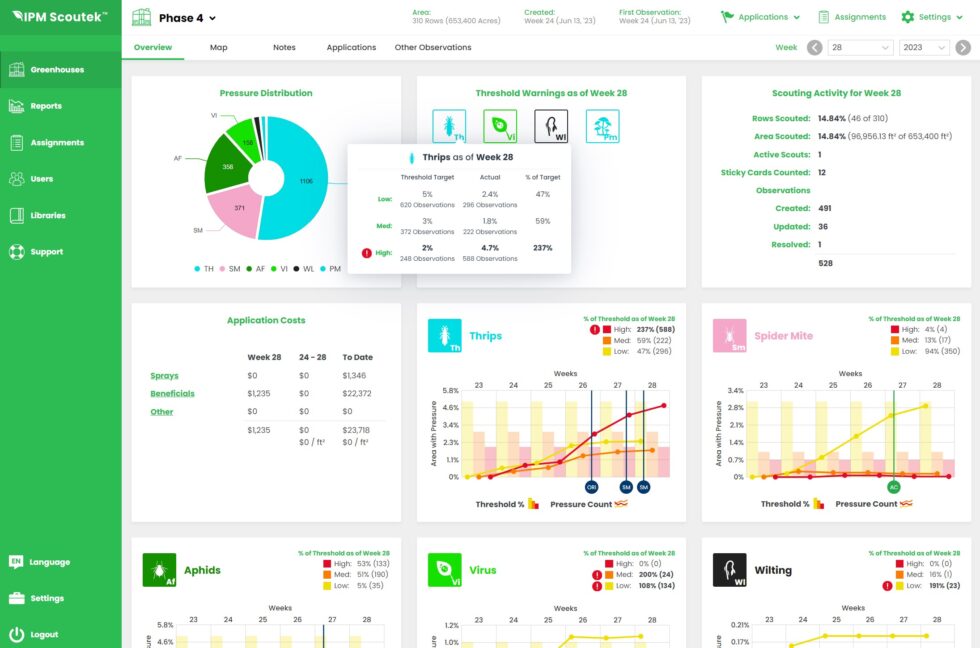 IPM Scoutek™
Phase 4
Area:
310 Rows (653,400 Acres)
Created:
Week 24 (Jun 13, '23)
First Observation:
Week 24 (Jun 13, '23)
Applications
Assignments
Settings
Overview
Map
Notes
Applications
Other Observations
Week
28
2023
Greenhouses
Reports
Assignments
Users
Libraries
Support
EN
Language
Settings
Logout
Pressure Distribution
VI
158
AF
358
1106
371
SM
TH
SM
AF
VI
WL
PM
Threshold Warnings as of Week 28
Th
Vi
Wl
Pm
Thrips as of Week 28
Threshold Target
Actual
% of Target
Low:
5%
2.4%
47%
620 Observations
296 Observations
Med:
3%
1.8%
59%
372 Observations
222 Observations
High:
2%
4.7%
237%
248 Observations
588 Observations
Scouting Activity for Week 28
Rows Scouted: 14.84% (46 of 310)
Area Scouted: 14.84% (96,956.13 ft² of 653,400 ft²)
Active Scouts: 1
Sticky Cards Counted: 12
Observations
Created: 491
Updated: 36
Resolved: 1
528
Application Costs
Week 28
24 - 28
To Date
Sprays $0 $0 $1,346
Beneficials $1,235 $0 $22,372
Other $0 $0 $0
$1,235 $0 $23,718
$0 / ft² $0 / ft²
Th
Thrips
% of Threshold as of Week 28
High: 237% (588)
Med: 59% (222)
Low: 47% (296)
Weeks
23 24 25 26 27 28
Area with Pressure
5.8%
4.6%
3.4%
2.3%
1.1%
0%
ORI
SM
SM
Threshold %
Pressure Count
Sm
Spider Mite
% of Threshold as of Week 28
High: 4% (4)
Med: 13% (17)
Low: 94% (350)
Weeks
23 24 25 26 27 28
Area with Pressure
3.4%
2.8%
2.1%
1.4%
0.7%
0%
AC
Threshold %
Pressure Count
Af
Aphids
% of Threshold as of Week 28
High: 53% (133)
Med: 51% (190)
Low: 5% (35)
Weeks
23 24 25 26 27 28
5.8%
4.6%
Vi
Virus
% of Threshold as of Week 28
High: 0% (0)
Med: 200% (24)
Low: 108% (134)
Weeks
23 24 25 26 27 28
1.2%
1.0%
Wl
Wilting
% of Threshold as of Week 28
High: 0% (0)
Med: 16% (1)
Low: 191% (23)
Weeks
23 24 25 26 27 28
0.21%
0.17%